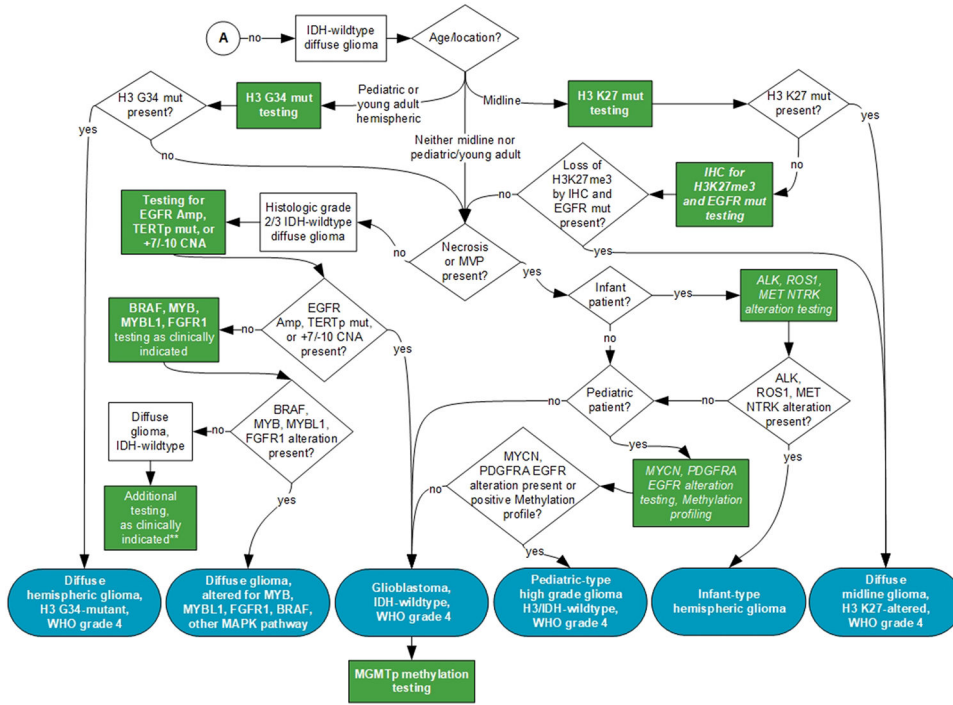 A
no
IDH-wildtype
diffuse glioma
Age/location?
H3 G34 mut
present?
H3 G34 mut
testing
Pediatric or
young adult
hemispheric
Midline
H3 K27 mut
testing
H3 K27 mut
present?
yes
yes
no
Neither midline nor
pediatric/young adult
no
Loss of
H3K27me3
by IHC and
EGFR mut
present?
no
IHC for
H3K27me3
and EGFR mut
testing
Testing for
EGFR Amp,
TERTp mut, or
+7/-10 CNA
Histologic grade
2/3 IDH-wildtype
diffuse glioma
no
Necrosis
or MVP
present?
yes
yes
Infant
patient?
yes
ALK, ROS1,
MET NTRK
alteration testing
BRAF, MYB,
MYBL1, FGFR1
testing as clinically
indicated
no
EGFR
Amp, TERTp mut,
or +7/-10 CNA
present?
yes
no
Pediatric
patient?
no
ALK,
ROS1, MET
NTRK alteration
present?
Diffuse
glioma,
IDH-wildtype
no
BRAF,
MYB, MYBL1,
FGFR1 alteration
present?
yes
yes
MYCN,
PDGFRA EGFR
alteration present or
positive Methylation
profile?
no
MYCN, PDGFRA
EGFR alteration
testing, Methylation
profiling
Additional
testing,
as clinically
indicated**
yes
yes
Diffuse
hemispheric glioma,
H3 G34-mutant,
WHO grade 4
Diffuse glioma,
altered for MYB,
MYBL1, FGFR1, BRAF,
other MAPK pathway
Glioblastoma,
IDH-wildtype,
WHO grade 4
Pediatric-type
high grade glioma
H3/IDH-wildtype,
WHO grade 4
Infant-type
hemispheric glioma
Diffuse
midline glioma,
H3 K27-altered,
WHO grade 4
MGMTp methylation
testing